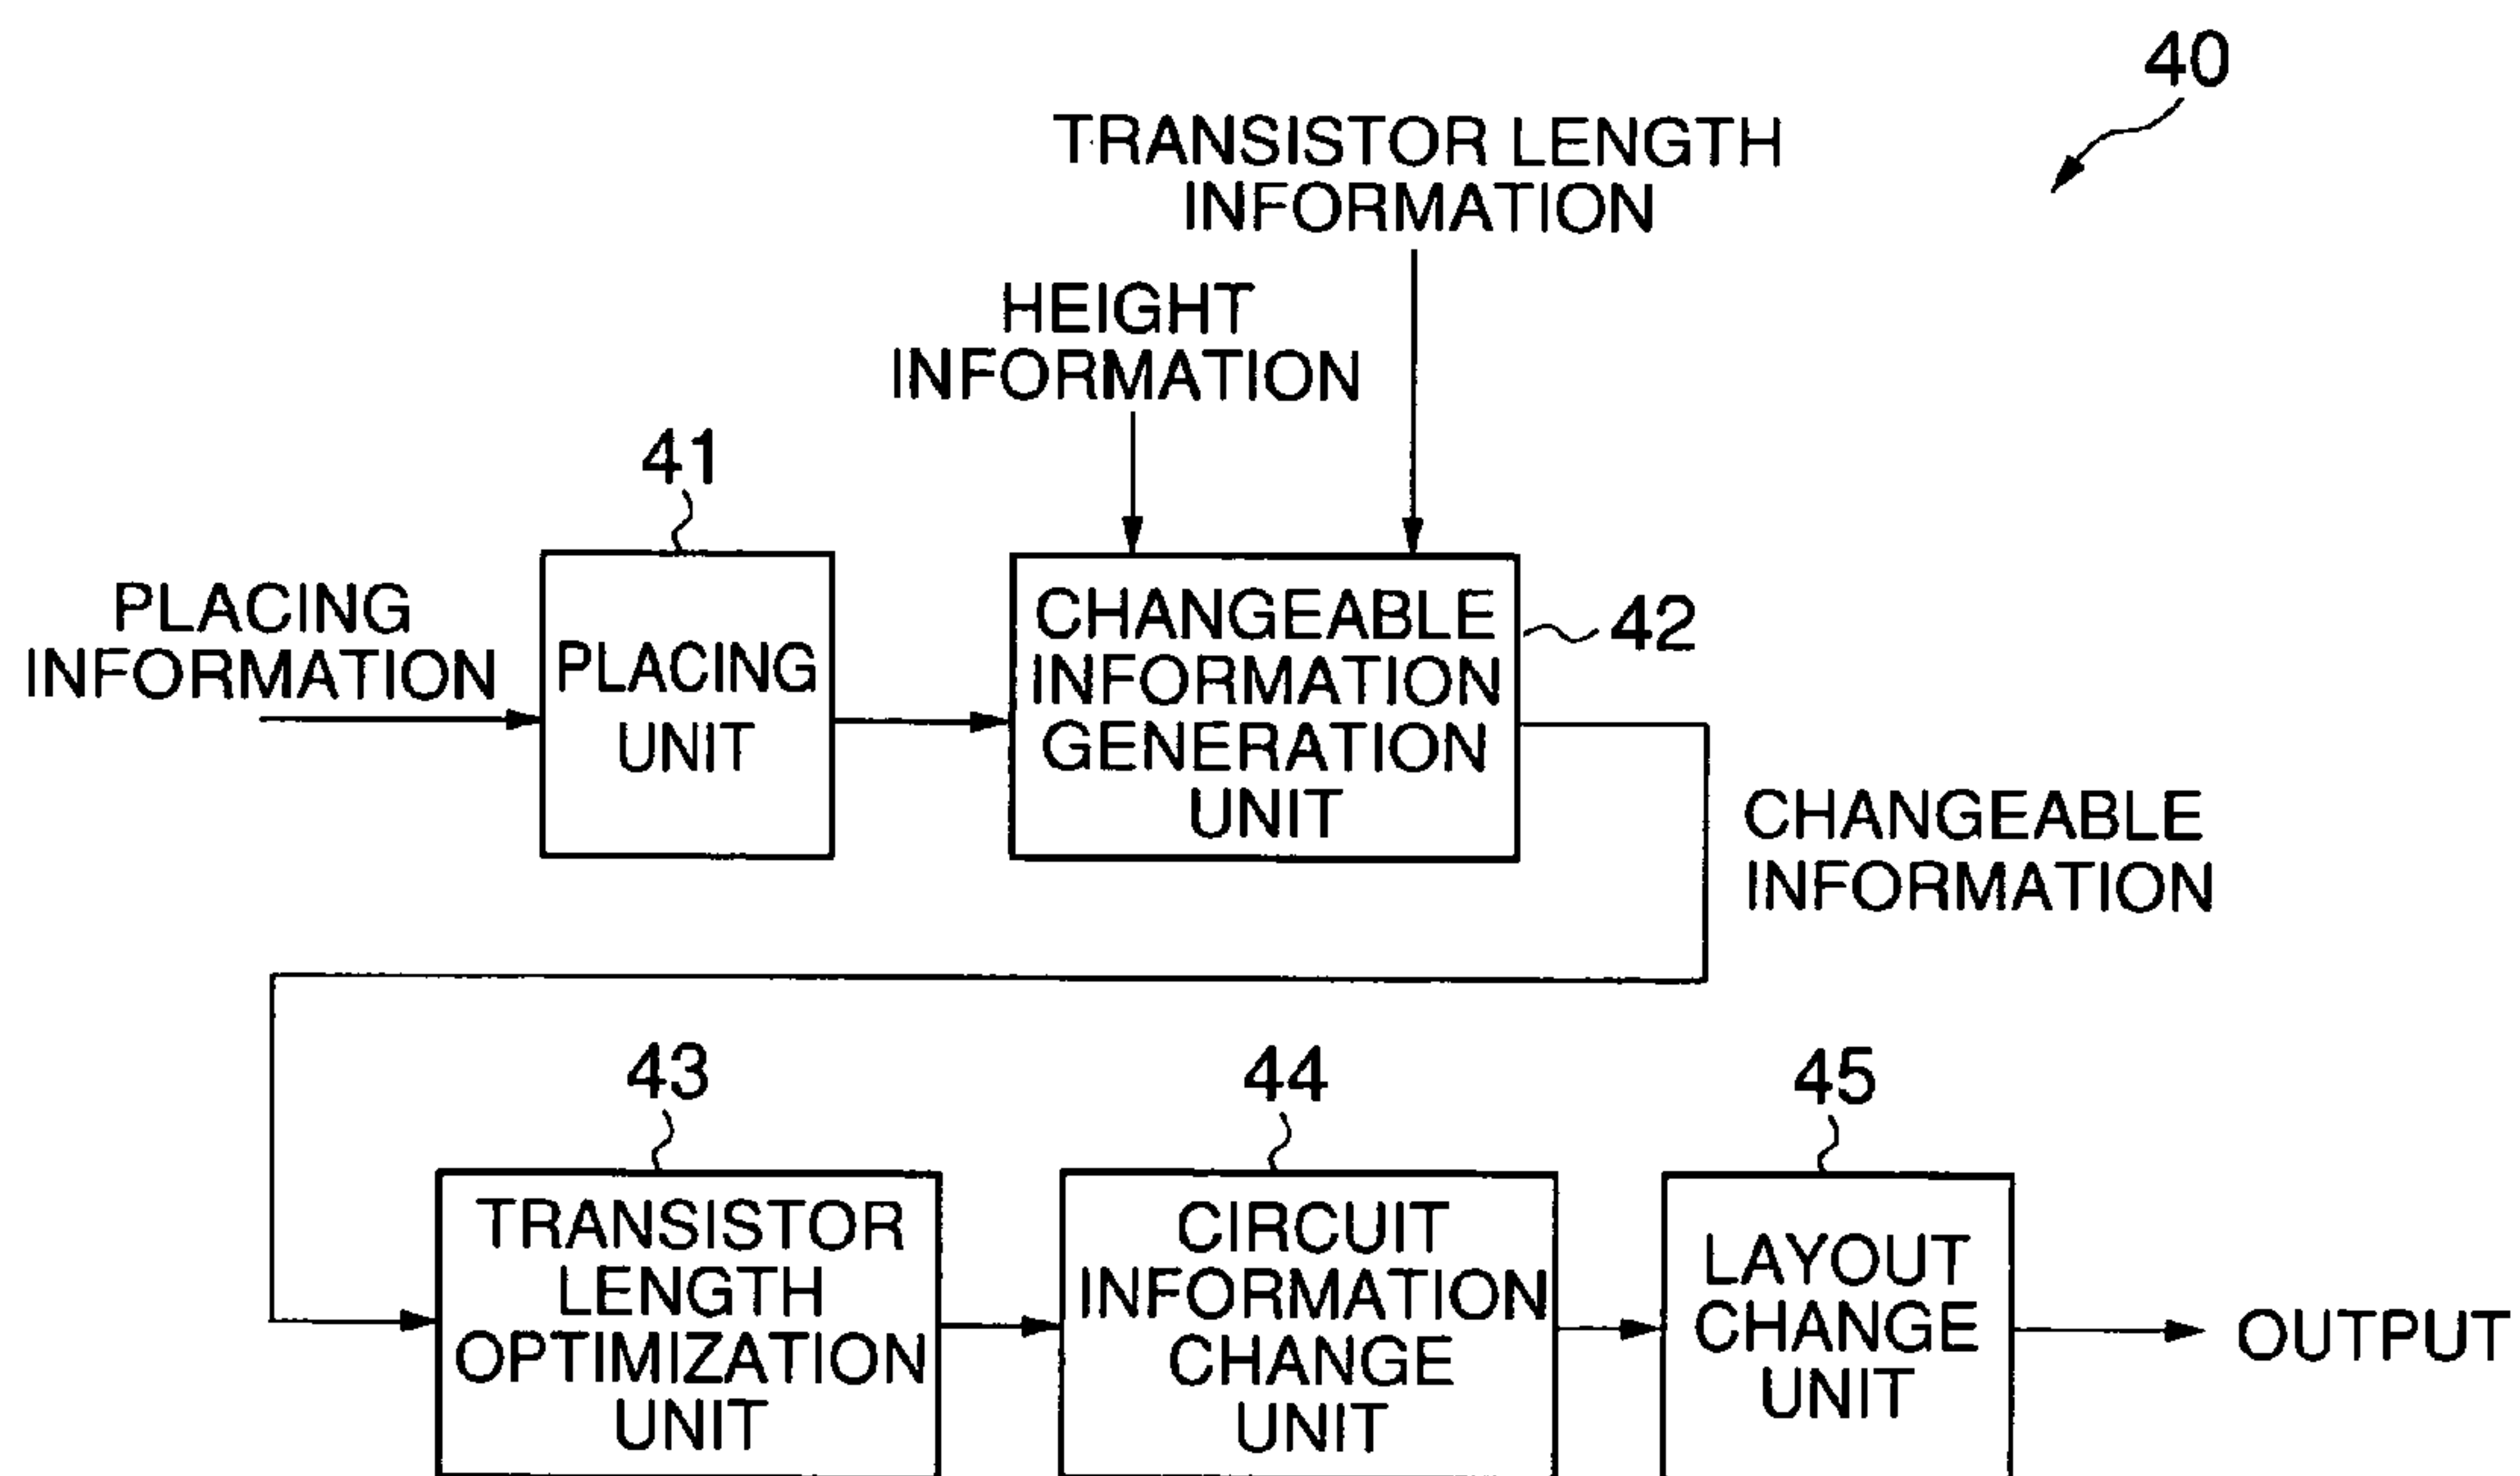 40
TRANSISTOR LENGTH
INFORMATION
HEIGHT
INFORMATION
41
PLACING
INFORMATION
PLACING
UNIT
CHANGEABLE
INFORMATION
GENERATION
UNIT
42
CHANGEABLE
INFORMATION
43
44
45
TRANSISTOR
LENGTH
OPTIMIZATION
UNIT
CIRCUIT
INFORMATION
CHANGE
UNIT
LAYOUT
CHANGE
UNIT
OUTPUT